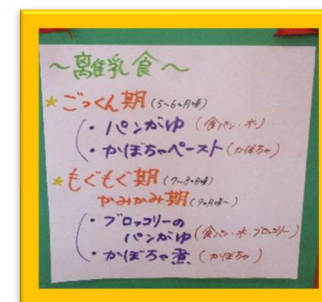 ～離乳食～
★ごっくん期(5～6ヵ月頃)
・パンがゆ(食パン・水)
・かぼちゃペースト(かぼちゃ)
★もぐもぐ期(7～8ヵ月頃)
かみかみ期(9ヵ月頃～)
・ブロッコリーの
パンがゆ(食パン・水・ブロッコリー)
・かぼちゃ煮(かぼちゃ)